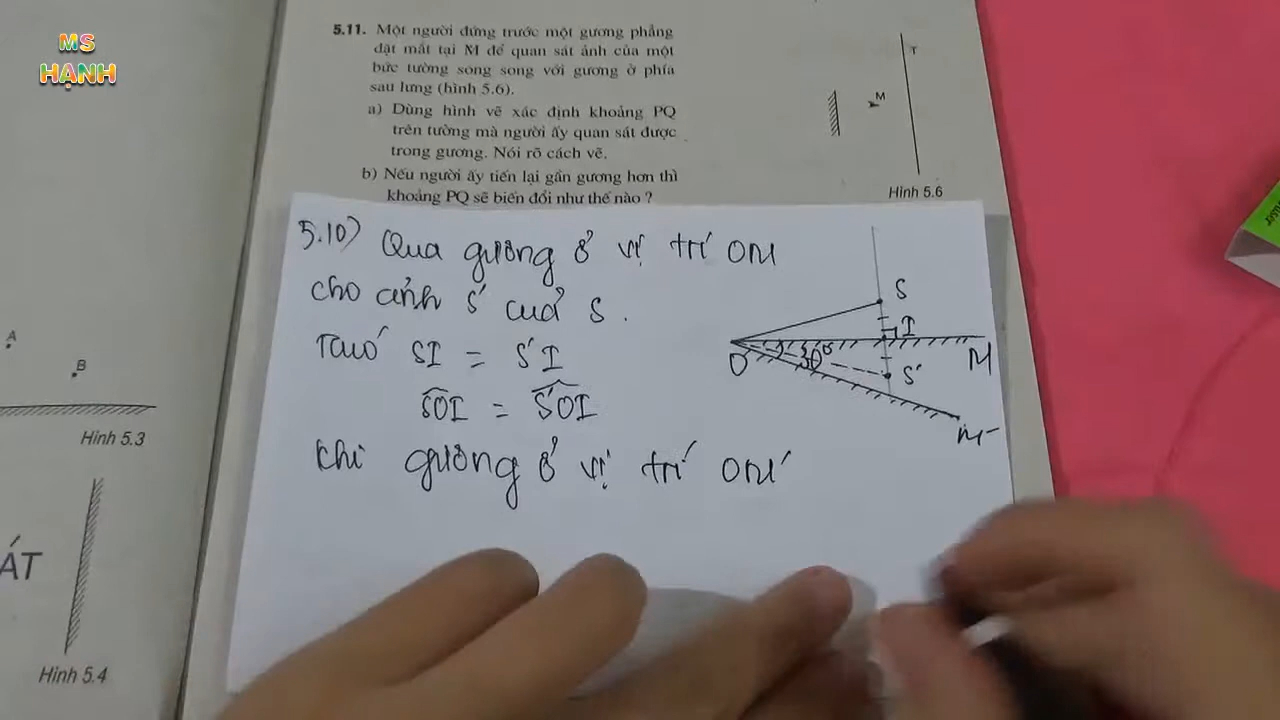 MS
HẠNH
5.11. Một người đứng trước một gương phẳng
đặt mắt tại M để quan sát ảnh của một
bức tường song song với gương ở phía
sau lưng (hình 5.6).
a) Dùng hình vẽ xác định khoảng PQ
trên tường mà người ấy quan sát được
trong gương. Nói rõ cách vẽ.
b) Nếu người ấy tiến lại gần gương hơn thì
khoảng PQ sẽ biến đổi như thế nào ?
T
M
Hình 5.6
5.10) Qua gương ở vị trí OM
cho ảnh S' của S.
Ta có SI = S'I
SOI = S'OI
Khi gương ở vị trí OM'
S
I
O
30°
S'
M
M'
A
B
Hình 5.3
ÁT
Hình 5.4